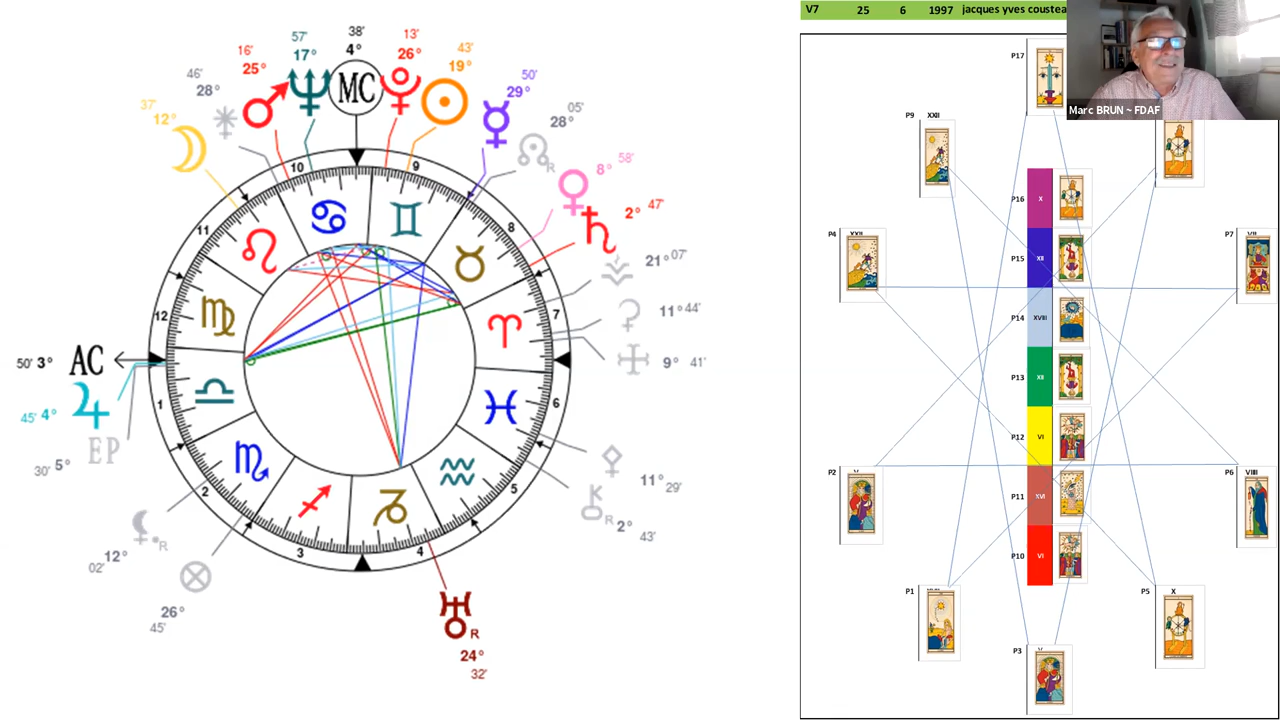 V7 25 6 1997 jacques yves coustea
Marc BRUN ~ FDAF
38'
4°
MC
57'
17°
13'
26°
43'
19°
16'
25°
46'
28°
37'
12°
50'
29°
05'
28°
R
58'
8°
2° 47'
21° 07'
11° 44'
9° 41'
11° 29'
R
2°
43'
50' 3° AC
45' 4°
EP
30' 5°
R
02' 12°
26°
45'
R
24°
32'
10
9
11
8
12
7
1
6
2
5
3
4
P17
P9 XXII
P16 X
P4 XXII
P15 XII
P7 VII
P14 XVIII
P13 XII
P12 VI
P2 V
P11 XVI
P6 VIII
P10 VI
P1
P5 X
P3 V